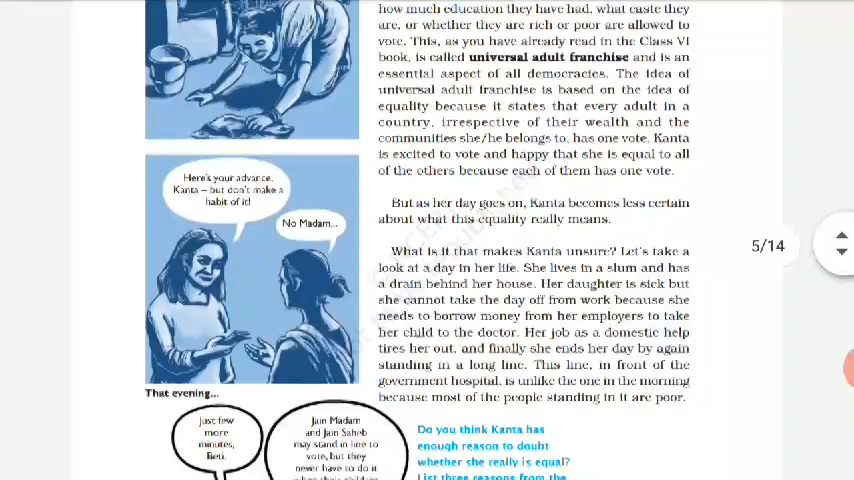 how much education they have had, what caste they
are, or whether they are rich or poor are allowed to
vote. This, as you have already read in the Class VI
book, is called universal adult franchise and is an
essential aspect of all democracies. The idea of
universal adult franchise is based on the idea of
equality because it states that every adult in a
country, irrespective of their wealth and the
communities she/he belongs to, has one vote. Kanta
is excited to vote and happy that she is equal to all
of the others because each of them has one vote.
But as her day goes on, Kanta becomes less certain
about what this equality really means.
What is it that makes Kanta unsure? Let's take a
look at a day in her life. She lives in a slum and has
a drain behind her house. Her daughter is sick but
she cannot take the day off from work because she
needs to borrow money from her employers to take
her child to the doctor. Her job as a domestic help
tires her out, and finally she ends her day by again
standing in a long line. This line, in front of the
government hospital, is unlike the one in the morning
because most of the people standing in it are poor.
Here's your advance,
Kanta – but don't make a
habit of it!
No Madam...
That evening...
Just few
more
minutes,
Beti.
Jain Madam
and Jain Saheb
may stand in line to
vote, but they
never have to do it
when their children
Do you think Kanta has
enough reason to doubt
whether she really is equal?
List three reasons from the
5/14